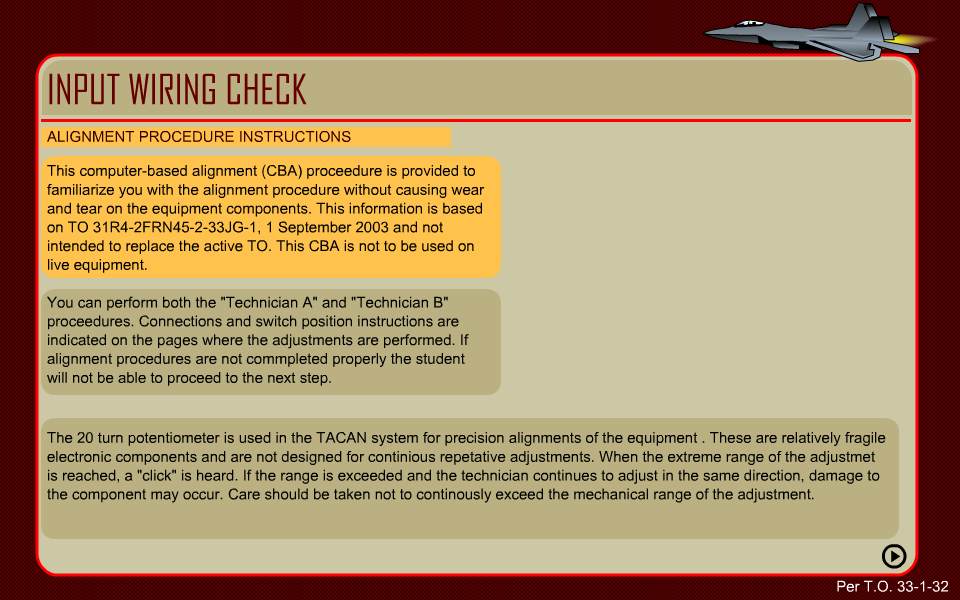 INPUT WIRING CHECK
ALIGNMENT PROCEDURE INSTRUCTIONS
This computer-based alignment (CBA) proceedure is provided to
familiarize you with the alignment procedure without causing wear
and tear on the equipment components. This information is based
on TO 31R4-2FRN45-2-33JG-1, 1 September 2003 and not
intended to replace the active TO. This CBA is not to be used on
live equipment.
You can perform both the "Technician A" and "Technician B"
proceedures. Connections and switch position instructions are
indicated on the pages where the adjustments are performed. If
alignment procedures are not commpleted properly the student
will not be able to proceed to the next step.
The 20 turn potentiometer is used in the TACAN system for precision alignments of the equipment . These are relatively fragile
electronic components and are not designed for continious repetative adjustments. When the extreme range of the adjustmet
is reached, a "click" is heard. If the range is exceeded and the technician continues to adjust in the same direction, damage to
the component may occur. Care should be taken not to continously exceed the mechanical range of the adjustment.
Per T.O. 33-1-32